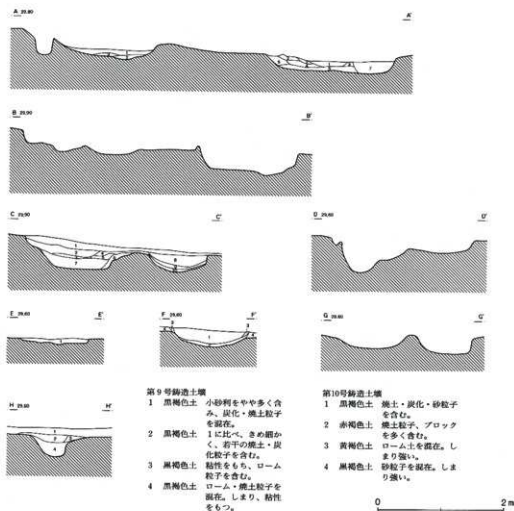 A 29.80 A'
B 29.90 B'
C 29.90 C'
D 29.60 D'
E 29.60 E'
F 29.60 F'
G 29.60 G'
H 29.60 H'
第9号鋳造土壙
1 黒褐色土 小砂利をやや多く含
み、炭化・焼土粒子
を混在。
2 黒褐色土 1に比べ、きめ細か
く、若干の焼土・炭
化粒子を含む。
3 黒褐色土 粘性をもち、ローム
粒子を含む。
4 黒褐色土 ローム・焼土粒子を
混在。しまり、粘性
をもつ。
第10号鋳造土壙
1 黒褐色土 焼土・炭化・砂粒子
を含む。
2 赤褐色土 焼土粒子、ブロック
を多く含む。
3 黄褐色土 ローム土を混在。し
まり強い。
4 黒褐色土 砂粒子を混在。しま
り強い。
0 2m